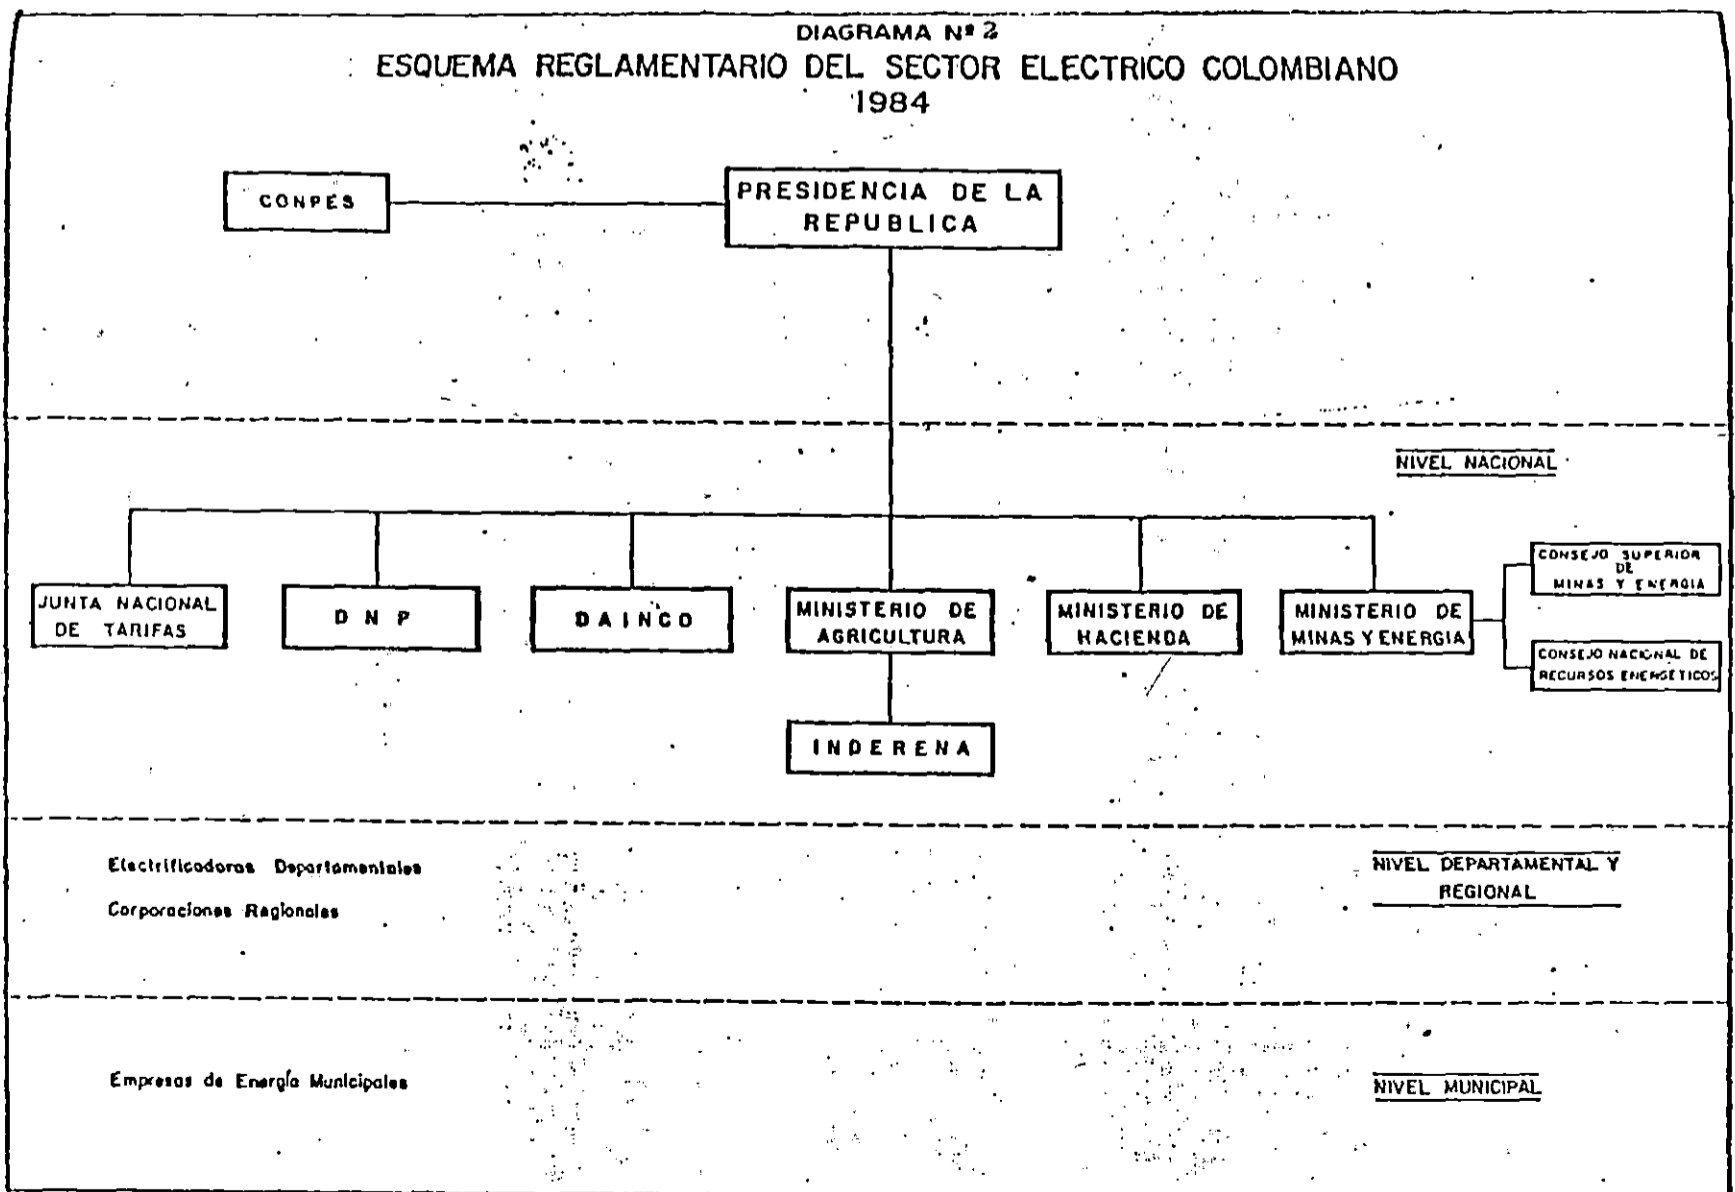 DIAGRAMA Nº 2
ESQUEMA REGLAMENTARIO DEL SECTOR ELECTRICO COLOMBIANO
1984
CONPES
PRESIDENCIA DE LA
REPUBLICA
NIVEL NACIONAL
JUNTA NACIONAL
DE TARIFAS
DNP
DAINCO
MINISTERIO DE
AGRICULTURA
MINISTERIO DE
HACIENDA
MINISTERIO DE
MINAS Y ENERGIA
CONSEJO SUPERIOR
DE
MINAS Y ENERGIA
CONSEJO NACIONAL DE
RECURSOS ENERGETICOS
INDERENA
Electrificadoras Departamentales
Corporaciones Regionales
NIVEL DEPARTAMENTAL Y
REGIONAL
Empresas de Energía Municipales
NIVEL MUNICIPAL